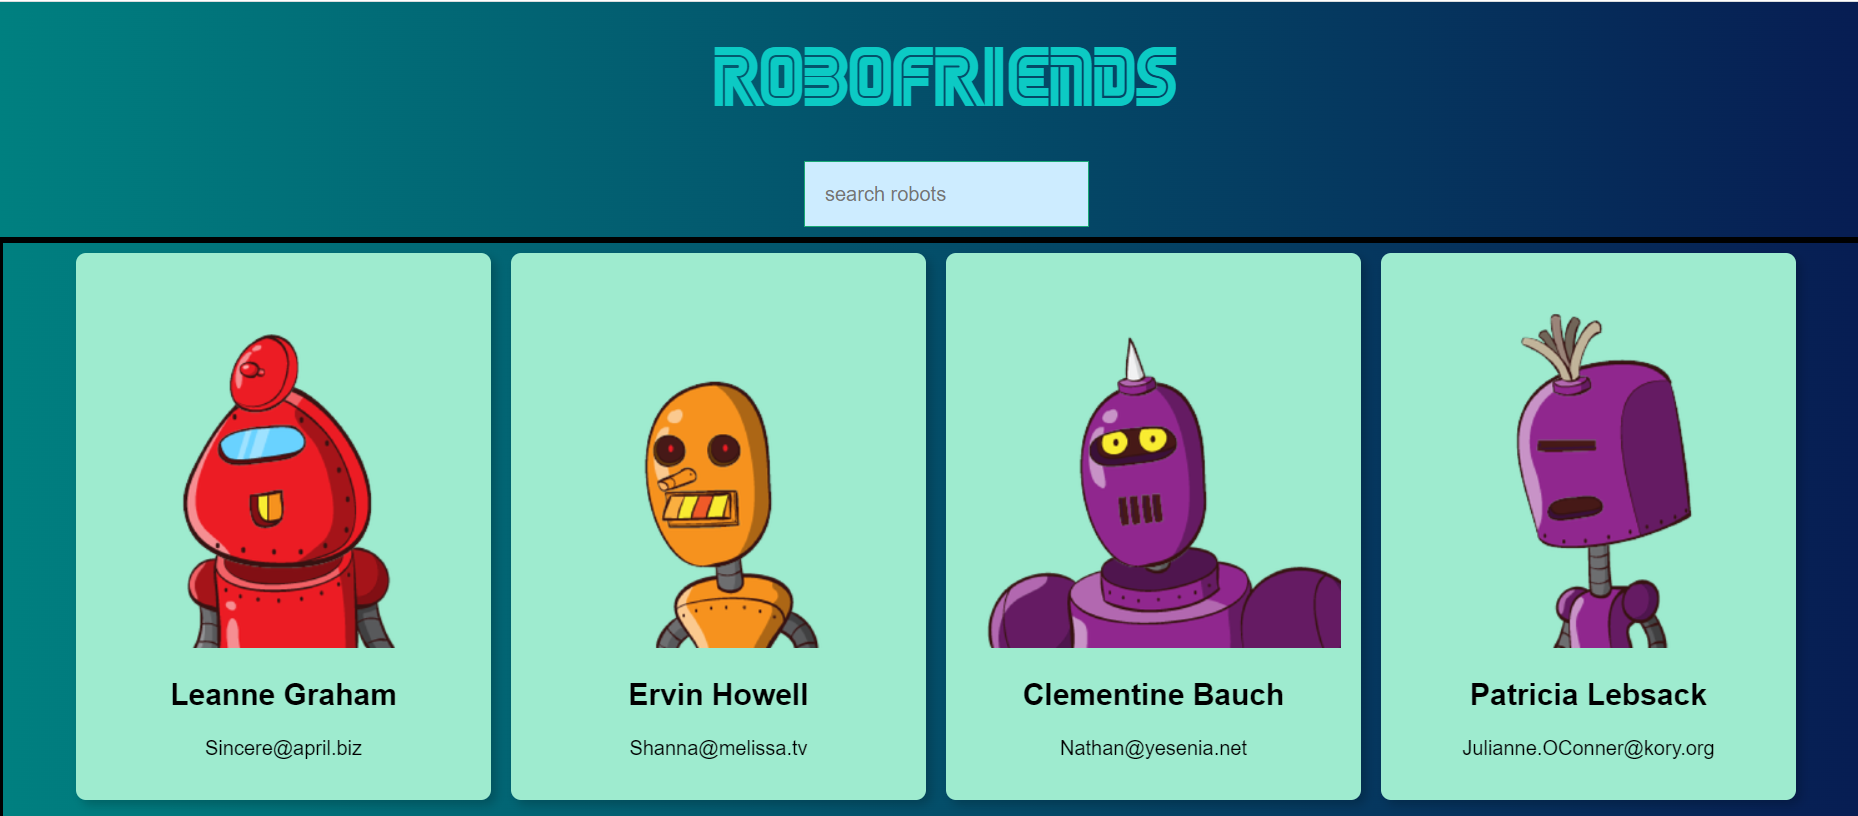 ROBOFRIENDS
search robots
Leanne Graham
Sincere@april.biz
Ervin Howell
Shanna@melissa.tv
Clementine Bauch
Nathan@yesenia.net
Patricia Lebsack
Julianne.OConner@kory.org